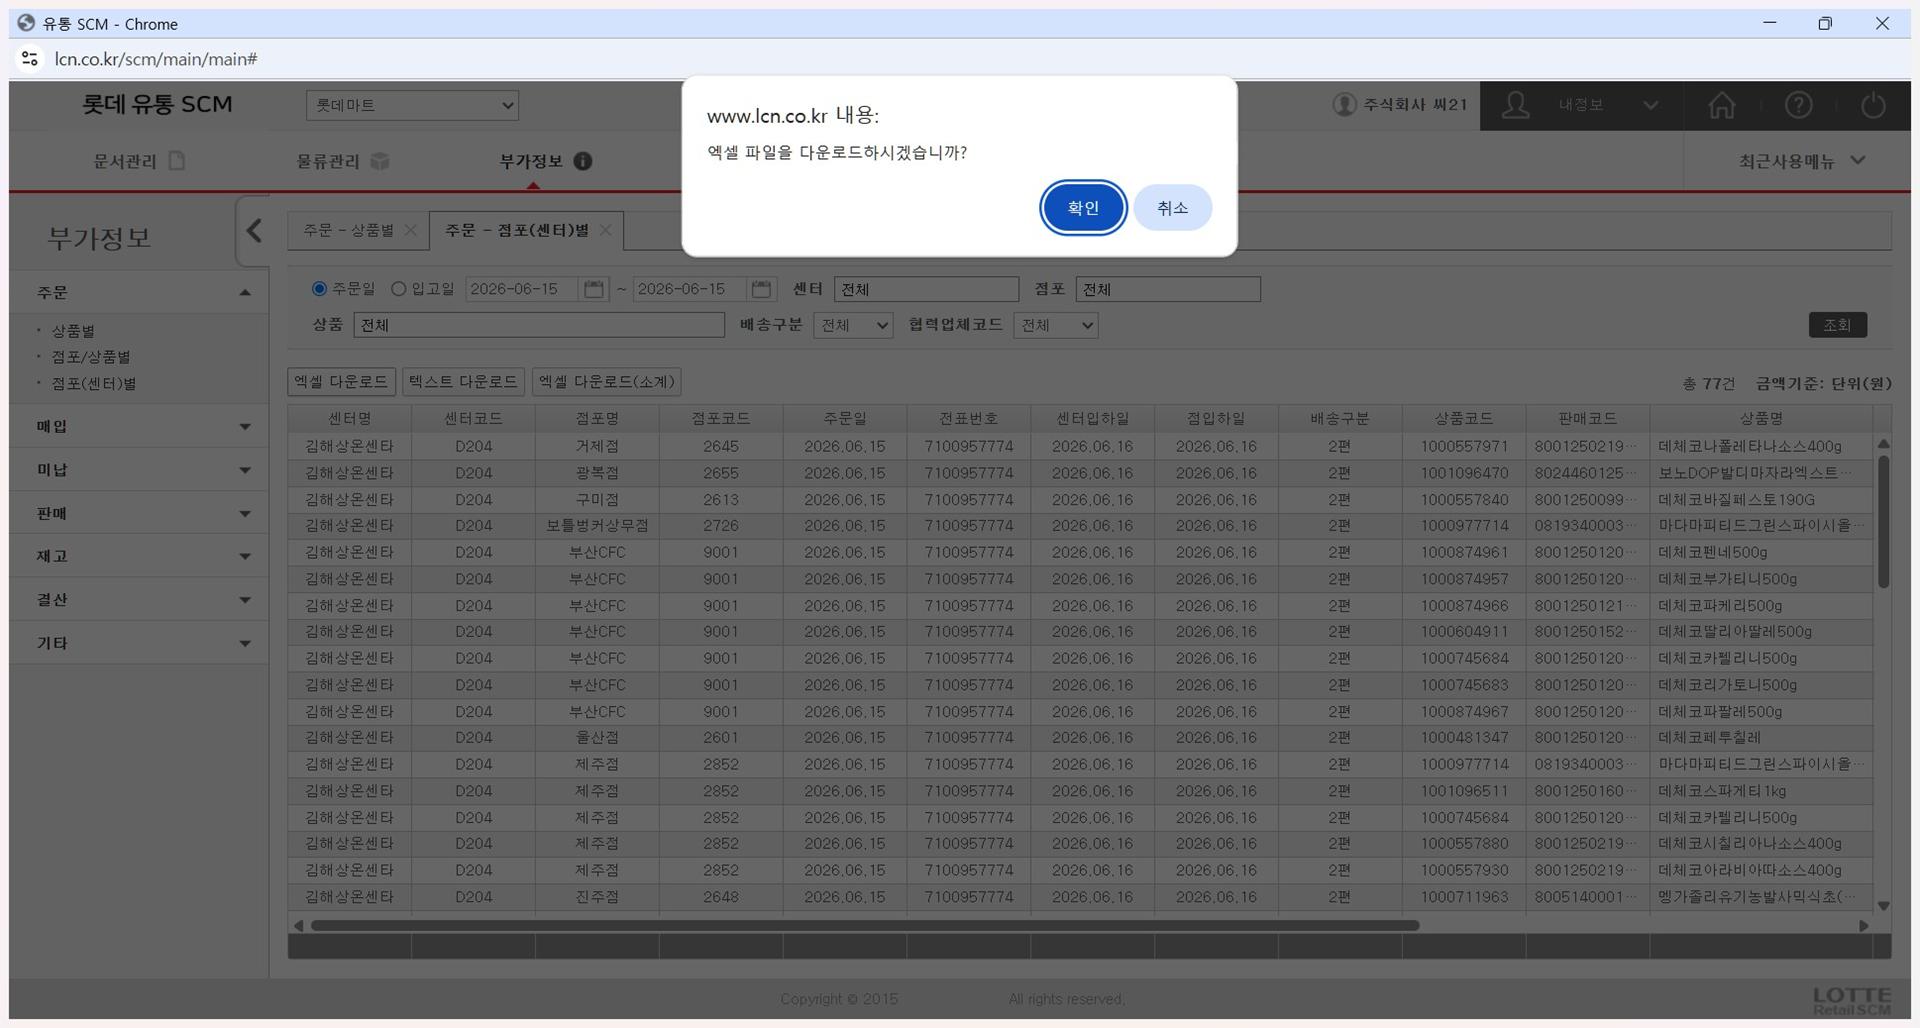 유통 SCM - Chrome
lcn.co.kr/scm/main/main#
롯데 유통 SCM 롯데마트 주식회사 씨21 내정보
www.lcn.co.kr 내용:
엑셀 파일을 다운로드하시겠습니까?
확인 취소
문서관리 물류관리 부가정보 최근사용메뉴
부가정보
주문
상품별
점포/상품별
점포(센터)별
매입
미납
판매
재고
결산
기타
주문 - 상품별 주문 - 점포(센터)별
주문일 입고일 2026-06-15 ~ 2026-06-15 센터 전체 점포 전체
상품 전체 배송구분 전체 협력업체코드 전체 조회
엑셀 다운로드 텍스트 다운로드 엑셀 다운로드(소계) 총 77건 금액기준: 단위(원)
센터명 센터코드 점포명 점포코드 주문일 전표번호 센터입하일 점입하일 배송구분 상품코드 판매코드 상품명
김해상온센타 D204 거제점 2645 2026.06.15 7100957774 2026.06.16 2026.06.16 2편 1000557971 8001250219… 데체코나폴레타나소스400g
김해상온센타 D204 광복점 2655 2026.06.15 7100957774 2026.06.16 2026.06.16 2편 1001096470 8024460125… 보노DOP발디마자라엑스트…
김해상온센타 D204 구미점 2613 2026.06.15 7100957774 2026.06.16 2026.06.16 2편 1000557840 8001250099… 데체코바질페스토190G
김해상온센타 D204 보틀벙커상무점 2726 2026.06.15 7100957774 2026.06.16 2026.06.16 2편 1000977714 0819340003… 마다마피티드그린스파이시올…
김해상온센타 D204 부산CFC 9001 2026.06.15 7100957774 2026.06.16 2026.06.16 2편 1000874961 8001250120… 데체코펜네500g
김해상온센타 D204 부산CFC 9001 2026.06.15 7100957774 2026.06.16 2026.06.16 2편 1000874957 8001250120… 데체코부가티니500g
김해상온센타 D204 부산CFC 9001 2026.06.15 7100957774 2026.06.16 2026.06.16 2편 1000874966 8001250121… 데체코파케리500g
김해상온센타 D204 부산CFC 9001 2026.06.15 7100957774 2026.06.16 2026.06.16 2편 1000604911 8001250152… 데체코딸리아딸레500g
김해상온센타 D204 부산CFC 9001 2026.06.15 7100957774 2026.06.16 2026.06.16 2편 1000745684 8001250120… 데체코카펠리니500g
김해상온센타 D204 부산CFC 9001 2026.06.15 7100957774 2026.06.16 2026.06.16 2편 1000745683 8001250120… 데체코리가토니500g
김해상온센타 D204 부산CFC 9001 2026.06.15 7100957774 2026.06.16 2026.06.16 2편 1000874967 8001250120… 데체코파팔레500g
김해상온센타 D204 울산점 2601 2026.06.15 7100957774 2026.06.16 2026.06.16 2편 1000481347 8001250120… 데체코페투칠레
김해상온센타 D204 제주점 2852 2026.06.15 7100957774 2026.06.16 2026.06.16 2편 1000977714 0819340003… 마다마피티드그린스파이시올…
김해상온센타 D204 제주점 2852 2026.06.15 7100957774 2026.06.16 2026.06.16 2편 1001096511 8001250160… 데체코스파게티1kg
김해상온센타 D204 제주점 2852 2026.06.15 7100957774 2026.06.16 2026.06.16 2편 1000745684 8001250120… 데체코카펠리니500g
김해상온센타 D204 제주점 2852 2026.06.15 7100957774 2026.06.16 2026.06.16 2편 1000557880 8001250219… 데체코시칠리아나소스400g
김해상온센타 D204 제주점 2852 2026.06.15 7100957774 2026.06.16 2026.06.16 2편 1000557930 8001250219… 데체코아라비아따소스400g
김해상온센타 D204 진주점 2648 2026.06.15 7100957774 2026.06.16 2026.06.16 2편 1000711963 8005140001… 멩가졸리유기농발사믹식초(…
Copyright © 2015 All rights reserved.
LOTTE
Retail SCM